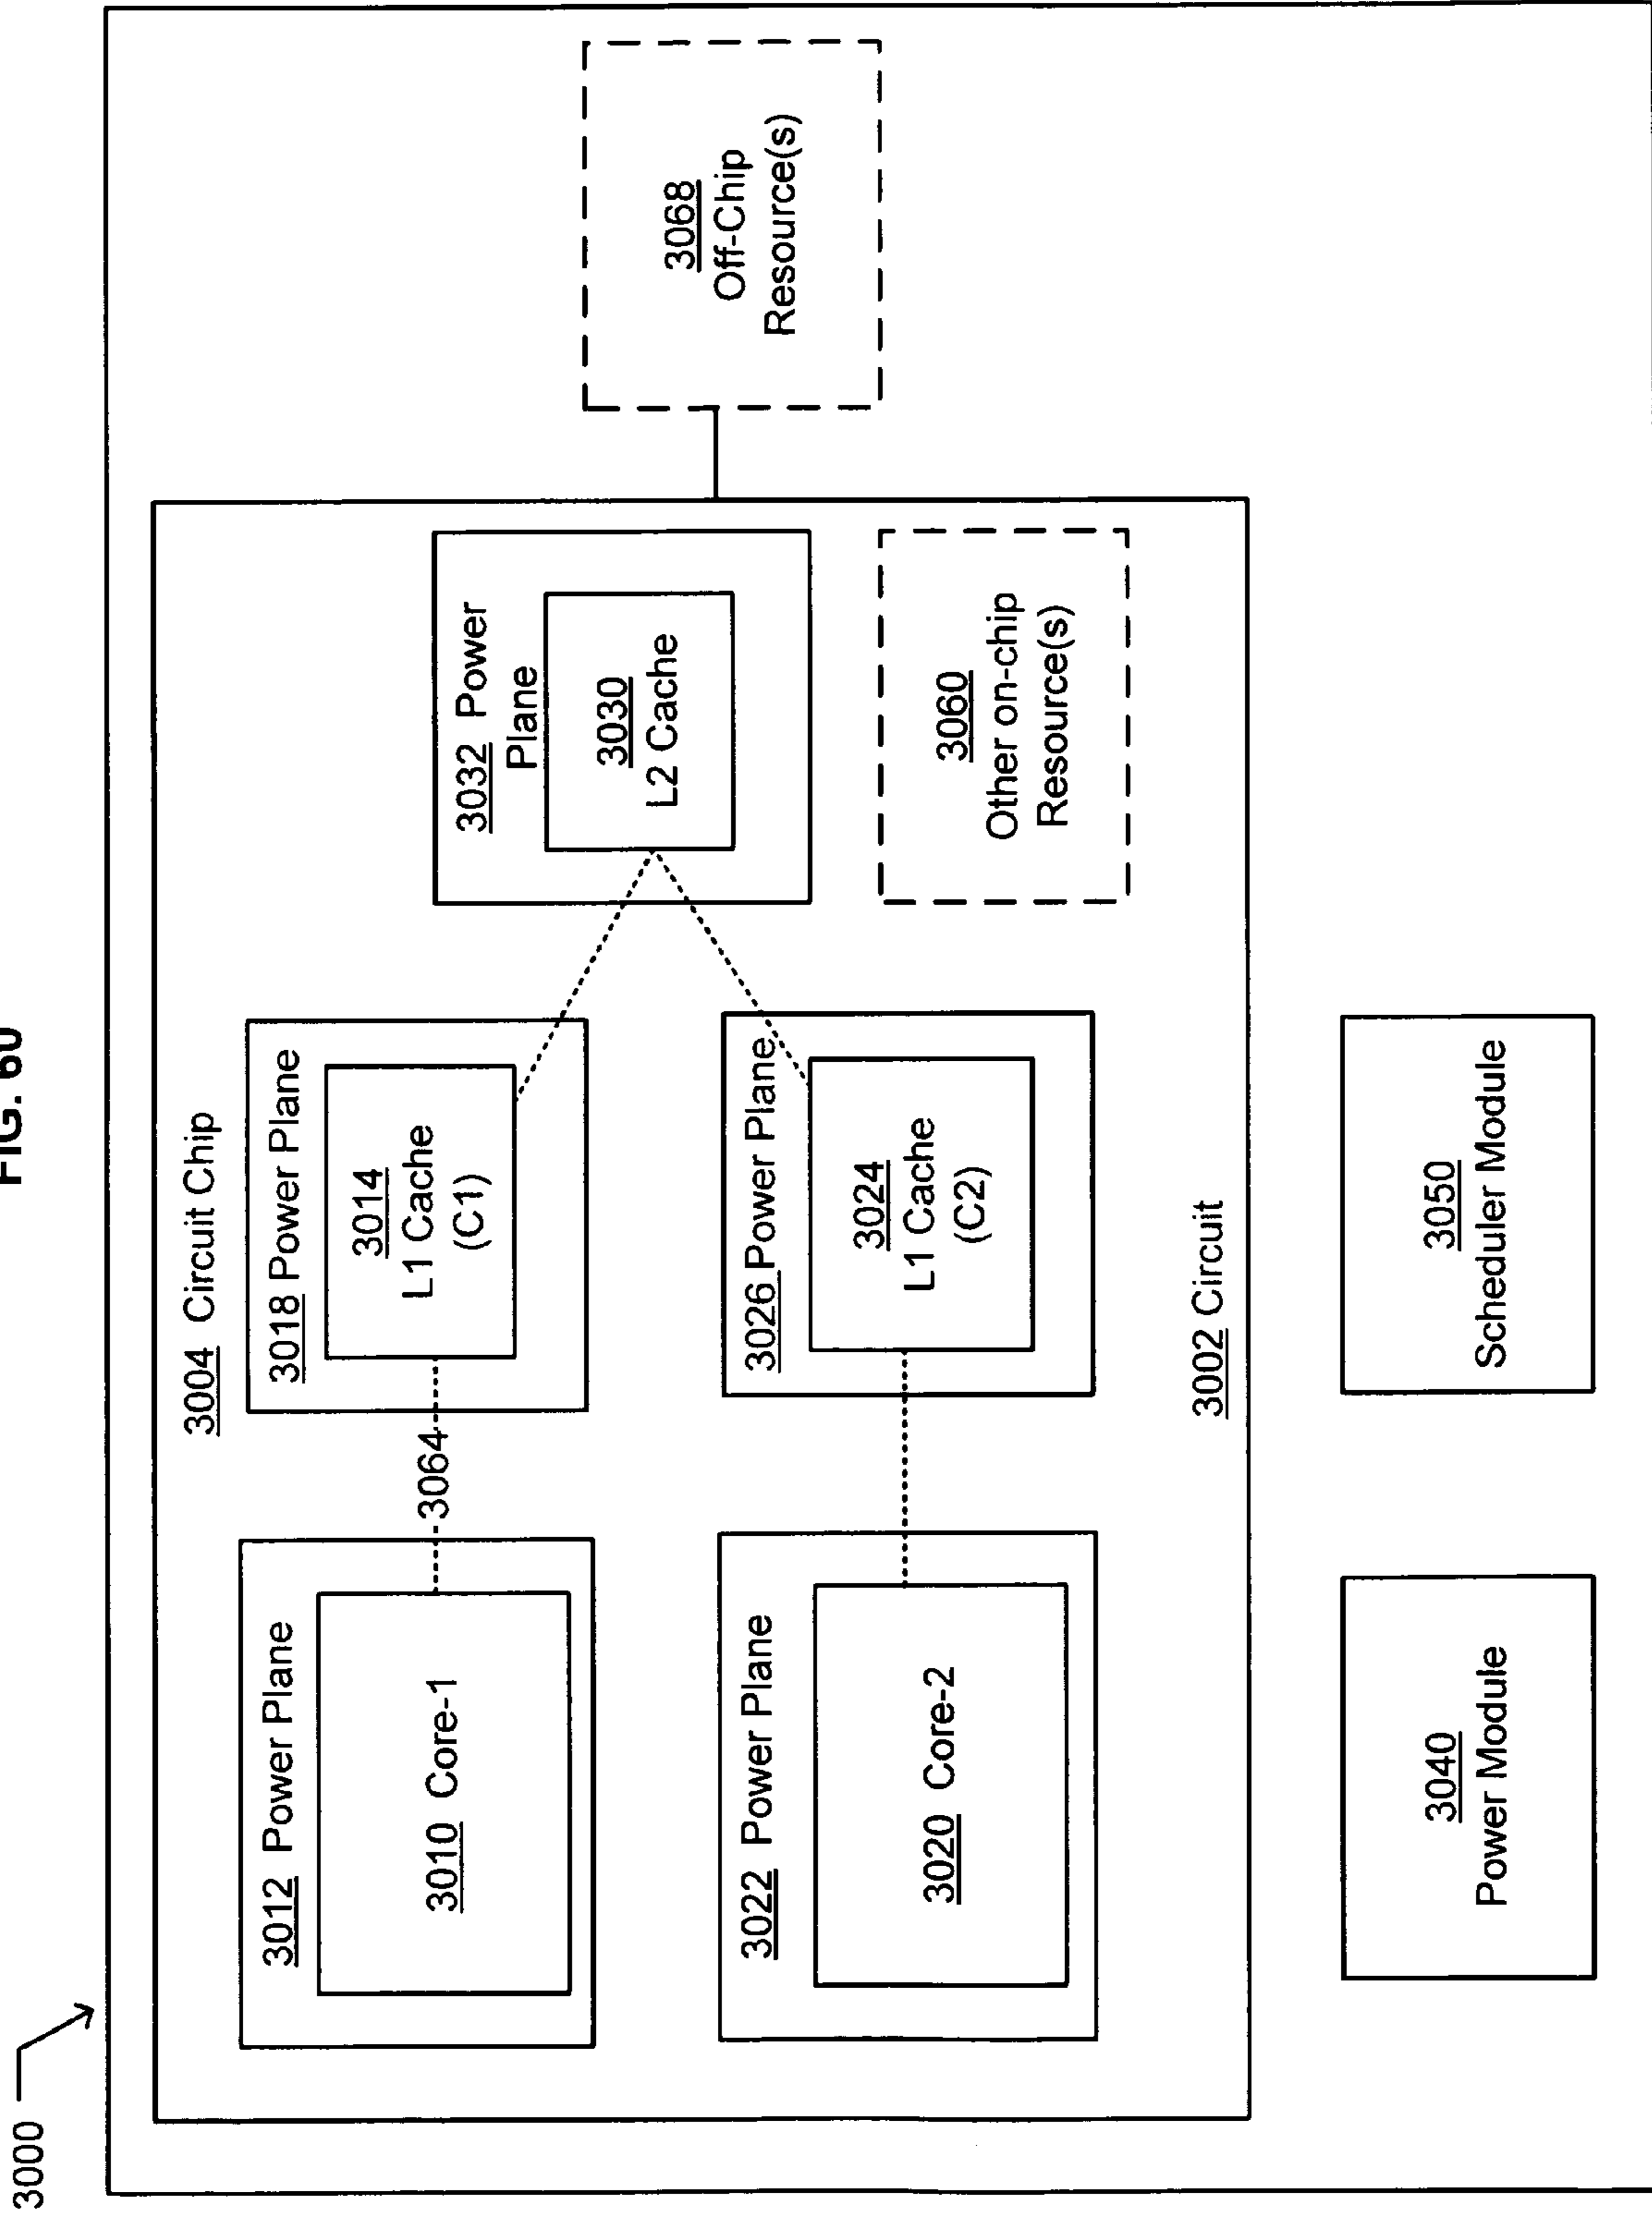 FIG. 60
3000
3004 Circuit Chip
3012 Power Plane
3010 Core-1
3064
3018 Power Plane
3014
L1 Cache
(C1)
3032 Power
Plane
3030
L2 Cache
3068
Off-Chip
Resource(s)
3022 Power Plane
3020 Core-2
3026 Power Plane
3024
L1 Cache
(C2)
3060
Other on-chip
Resource(s)
3002 Circuit
3040
Power Module
3050
Scheduler Module